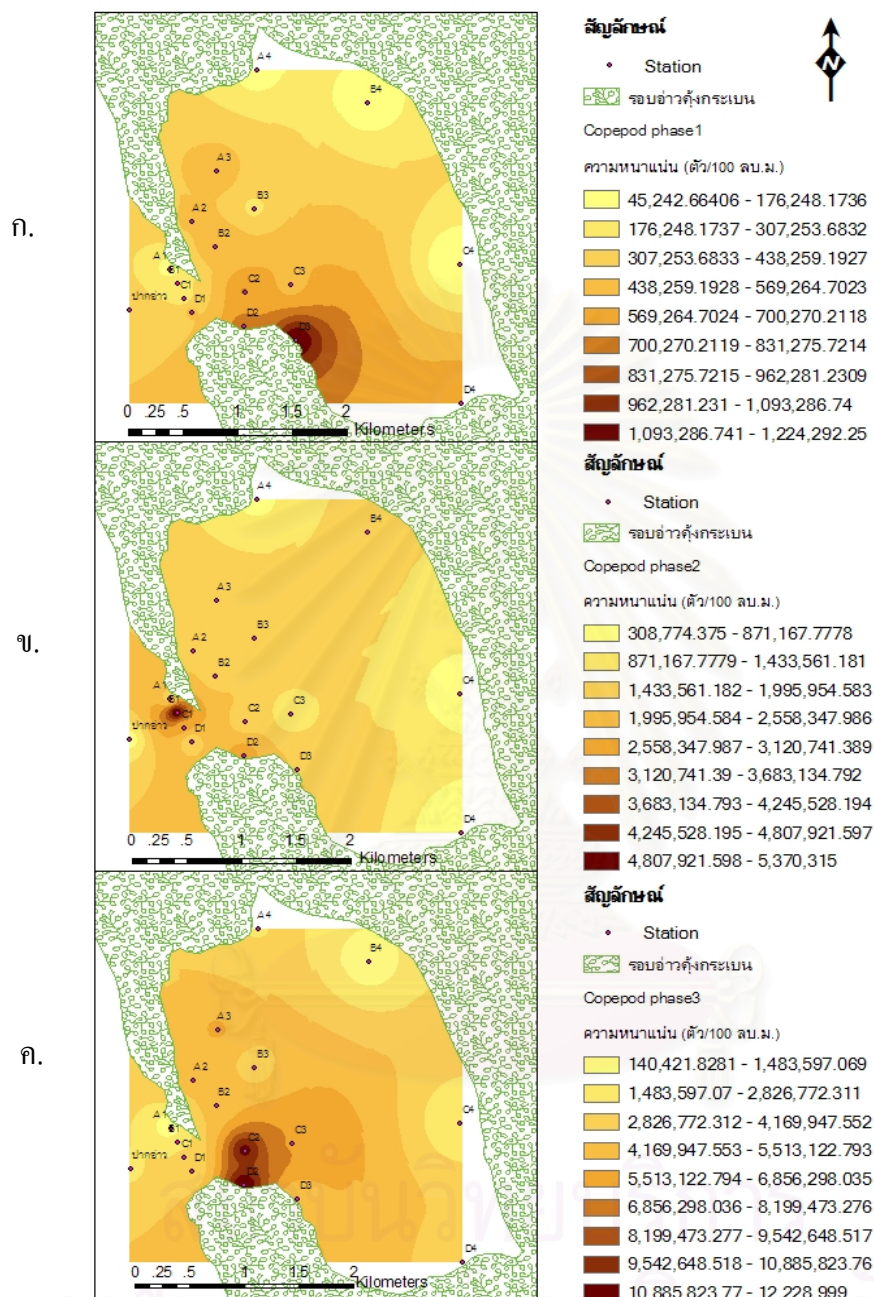 ก.
A4
B4
A3
B3
A2
B2
A1
B1
C1
D1
ปากอ่าว
C2
C3
C4
D2
D3
D4
0 .25 .5 1 1.5 2
Kilometers
สัญลักษณ์
N
Station
รอบอ่าวคุ้งกระเบน
Copepod phase1
ความหนาแน่น (ตัว/100 ลบ.ม.)
45,242.66406 - 176,248.1736
176,248.1737 - 307,253.6832
307,253.6833 - 438,259.1927
438,259.1928 - 569,264.7023
569,264.7024 - 700,270.2118
700,270.2119 - 831,275.7214
831,275.7215 - 962,281.2309
962,281.231 - 1,093,286.74
1,093,286.741 - 1,224,292.25
ข.
A4
B4
A3
B3
A2
B2
A1
B1
C1
D1
ปากอ่าว
C2
C3
C4
D2
D3
D4
0 .25 .5 1 1.5 2
Kilometers
สัญลักษณ์
Station
รอบอ่าวคุ้งกระเบน
Copepod phase2
ความหนาแน่น (ตัว/100 ลบ.ม.)
308,774.375 - 871,167.7778
871,167.7779 - 1,433,561.181
1,433,561.182 - 1,995,954.583
1,995,954.584 - 2,558,347.986
2,558,347.987 - 3,120,741.389
3,120,741.39 - 3,683,134.792
3,683,134.793 - 4,245,528.194
4,245,528.195 - 4,807,921.597
4,807,921.598 - 5,370,315
ค.
A4
B4
A3
B3
A2
B2
A1
B1
C1
D1
ปากอ่าว
C2
C3
C4
D2
D3
D4
0 .25 .5 1 1.5 2
Kilometers
สัญลักษณ์
Station
รอบอ่าวคุ้งกระเบน
Copepod phase3
ความหนาแน่น (ตัว/100 ลบ.ม.)
140,421.8281 - 1,483,597.069
1,483,597.07 - 2,826,772.311
2,826,772.312 - 4,169,947.552
4,169,947.553 - 5,513,122.793
5,513,122.794 - 6,856,298.035
6,856,298.036 - 8,199,473.276
8,199,473.277 - 9,542,648.517
9,542,648.518 - 10,885,823.76
10,885,823.77 - 12,228,999
สถาบันวิทยบริการ